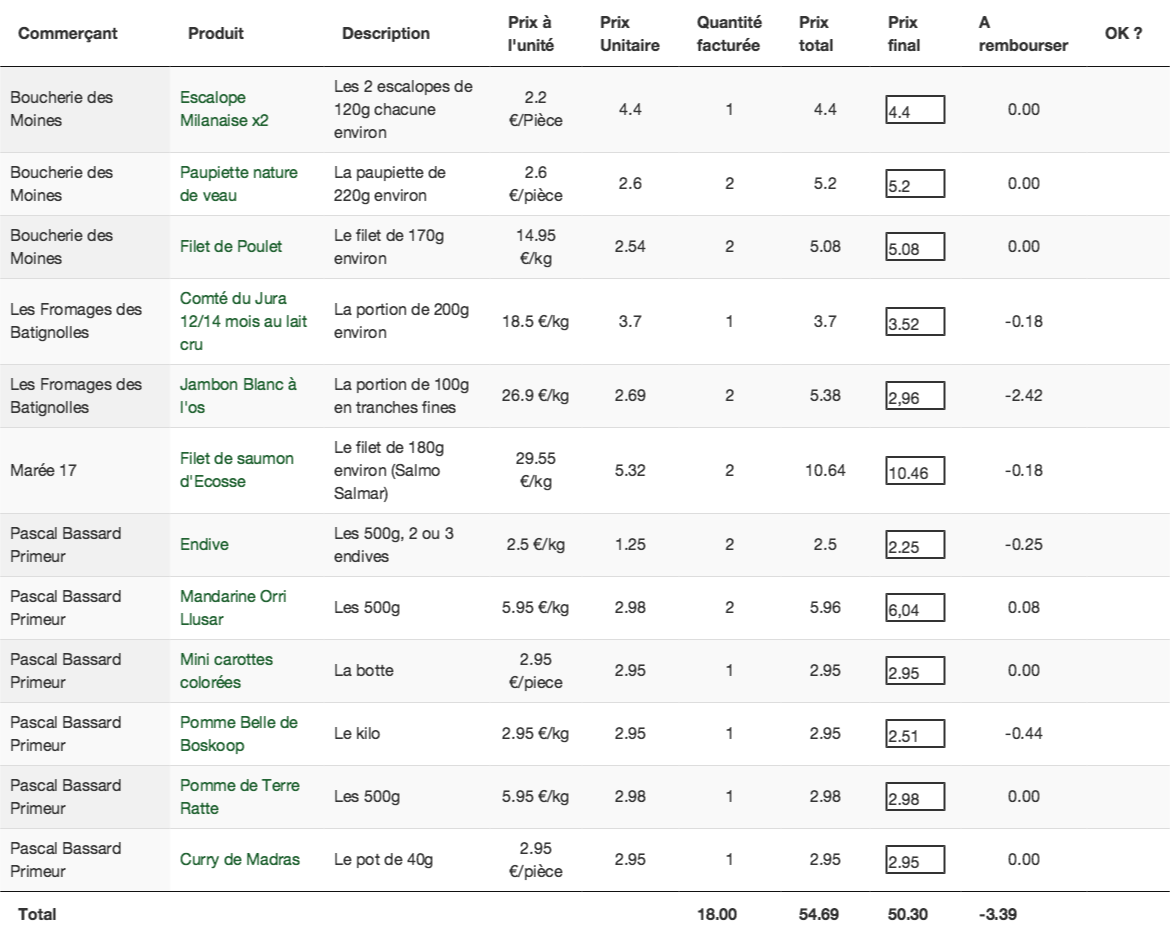 Commerçant Produit Description Prix à l'unité Prix Unitaire Quantité facturée Prix total Prix final A rembourser OK ?
Boucherie des Moines Escalope Milanaise x2 Les 2 escalopes de 120g chacune environ 2.2 €/Pièce 4.4 1 4.4 4.4 0.00
Boucherie des Moines Paupiette nature de veau La paupiette de 220g environ 2.6 €/pièce 2.6 2 5.2 5.2 0.00
Boucherie des Moines Filet de Poulet Le filet de 170g environ 14.95 €/kg 2.54 2 5.08 5.08 0.00
Les Fromages des Batignolles Comté du Jura 12/14 mois au lait cru La portion de 200g environ 18.5 €/kg 3.7 1 3.7 3.52 -0.18
Les Fromages des Batignolles Jambon Blanc à l'os La portion de 100g en tranches fines 26.9 €/kg 2.69 2 5.38 2,96 -2.42
Marée 17 Filet de saumon d'Ecosse Le filet de 180g environ (Salmo Salmar) 29.55 €/kg 5.32 2 10.64 10.46 -0.18
Pascal Bassard Primeur Endive Les 500g, 2 ou 3 endives 2.5 €/kg 1.25 2 2.5 2.25 -0.25
Pascal Bassard Primeur Mandarine Orri Llusar Les 500g 5.95 €/kg 2.98 2 5.96 6,04 0.08
Pascal Bassard Primeur Mini carottes colorées La botte 2.95 €/piece 2.95 1 2.95 2.95 0.00
Pascal Bassard Primeur Pomme Belle de Boskoop Le kilo 2.95 €/kg 2.95 1 2.95 2.51 -0.44
Pascal Bassard Primeur Pomme de Terre Ratte Les 500g 5.95 €/kg 2.98 1 2.98 2.98 0.00
Pascal Bassard Primeur Curry de Madras Le pot de 40g 2.95 €/pièce 2.95 1 2.95 2.95 0.00
Total 18.00 54.69 50.30 -3.39